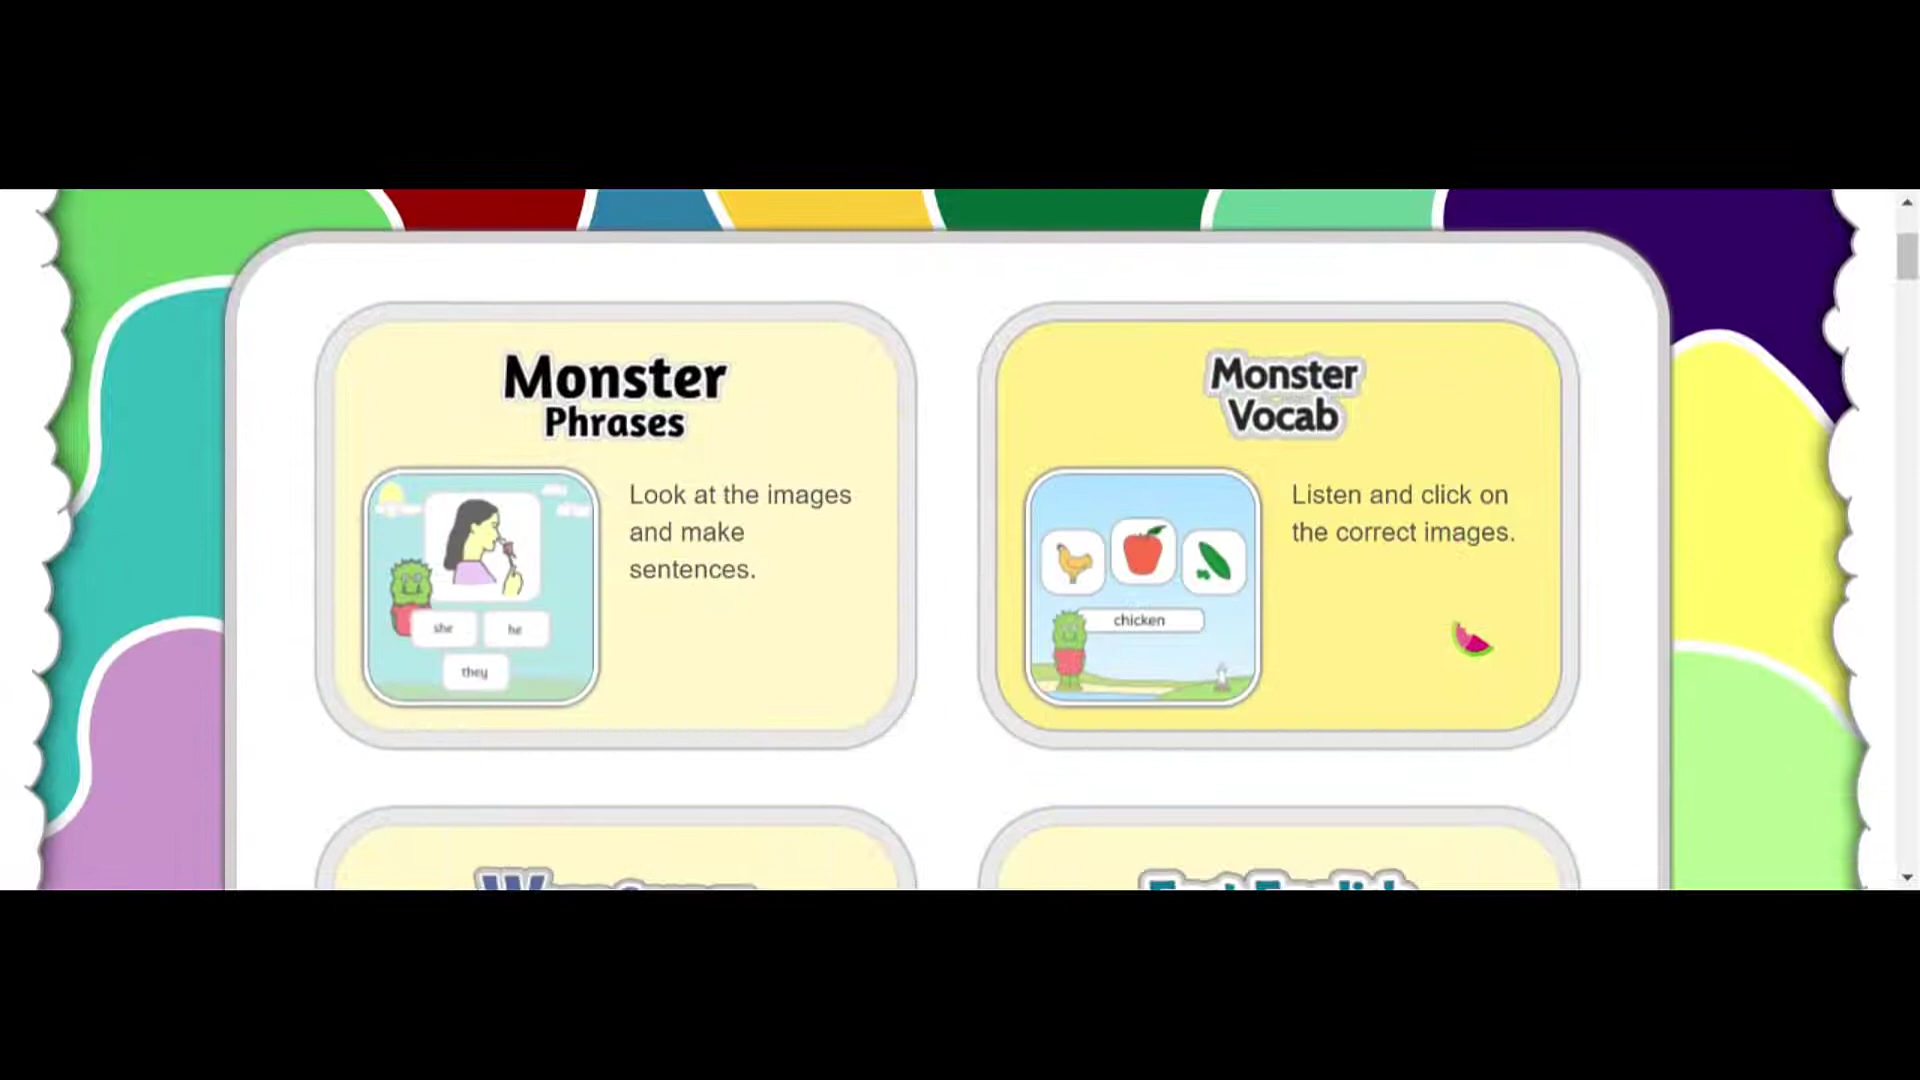 Monster
Phrases
Look at the images
and make
sentences.
she
he
they
Monster
Vocab
Listen and click on
the correct images.
chicken